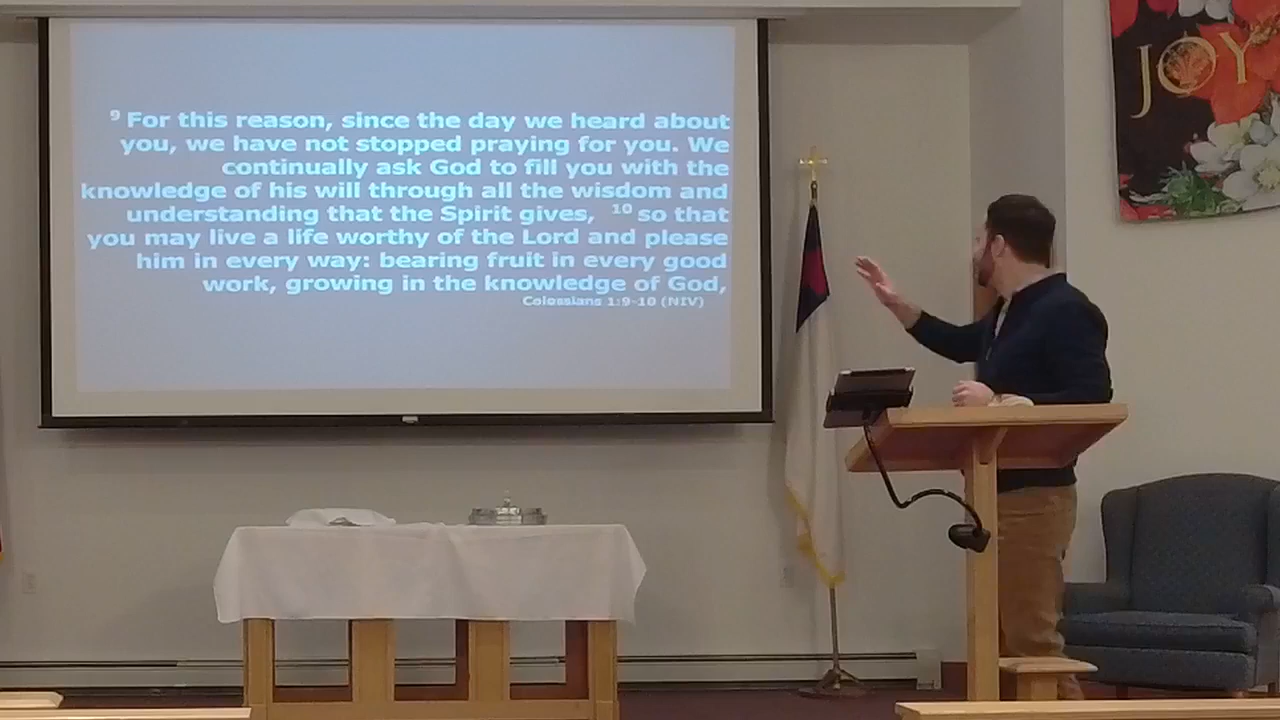 ⁹ For this reason, since the day we heard about
you, we have not stopped praying for you. We
continually ask God to fill you with the
knowledge of his will through all the wisdom and
understanding that the Spirit gives, ¹⁰ so that
you may live a life worthy of the Lord and please
him in every way: bearing fruit in every good
work, growing in the knowledge of God,
Colossians 1:9-10 (NIV)
JOY